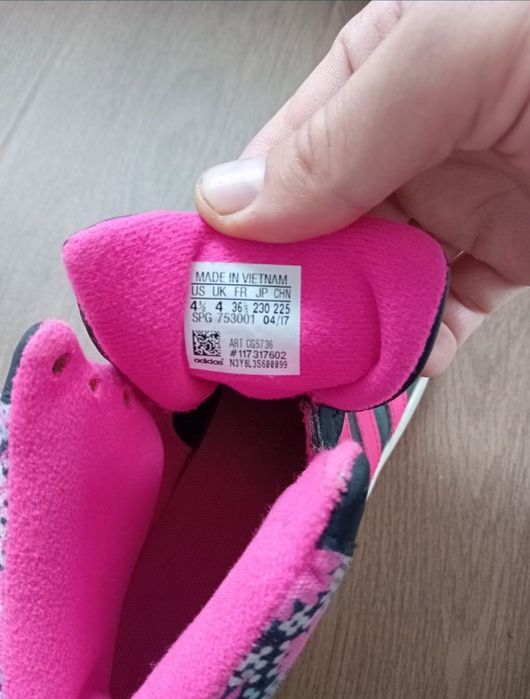 MADE IN VIETNAM
US UK FR JP CHN
4½ 4 36⅔ 230 225
SPG 753001 04/17
ART CG5736
#117317602
adidas N3Y8L3S600099